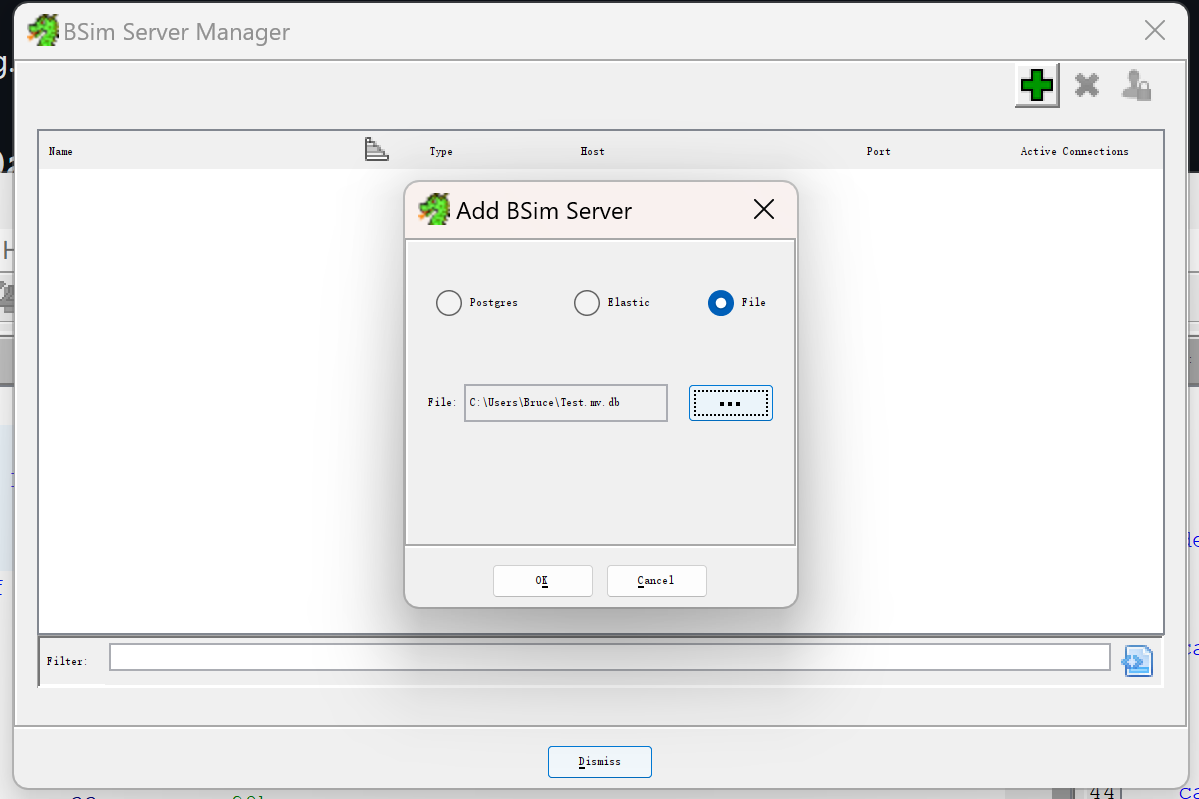 BSim Server Manager
Name Type Host Port Active Connections
Add BSim Server
Postgres Elastic File
File: C:\Users\Bruce\Test.mv.db ...
OK Cancel
Filter:
Dismiss
44